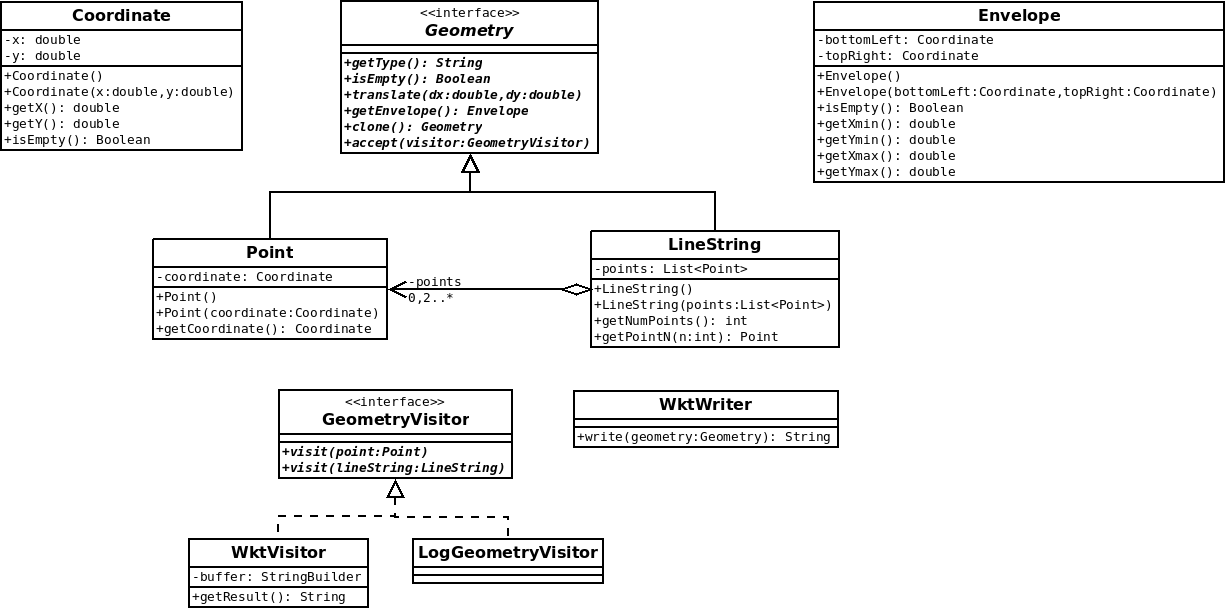 Coordinate
-x: double
-y: double
+Coordinate()
+Coordinate(x:double,y:double)
+getX(): double
+getY(): double
+isEmpty(): Boolean
<<interface>>
Geometry
+getType(): String
+isEmpty(): Boolean
+translate(dx:double,dy:double)
+getEnvelope(): Envelope
+clone(): Geometry
+accept(visitor:GeometryVisitor)
Envelope
-bottomLeft: Coordinate
-topRight: Coordinate
+Envelope()
+Envelope(bottomLeft:Coordinate,topRight:Coordinate)
+isEmpty(): Boolean
+getXmin(): double
+getYmin(): double
+getXmax(): double
+getYmax(): double
Point
-coordinate: Coordinate
+Point()
+Point(coordinate:Coordinate)
+getCoordinate(): Coordinate
-points
0,2..*
LineString
-points: List<Point>
+LineString()
+LineString(points:List<Point>)
+getNumPoints(): int
+getPointN(n:int): Point
<<interface>>
GeometryVisitor
+visit(point:Point)
+visit(lineString:LineString)
WktWriter
+write(geometry:Geometry): String
WktVisitor
-buffer: StringBuilder
+getResult(): String
LogGeometryVisitor